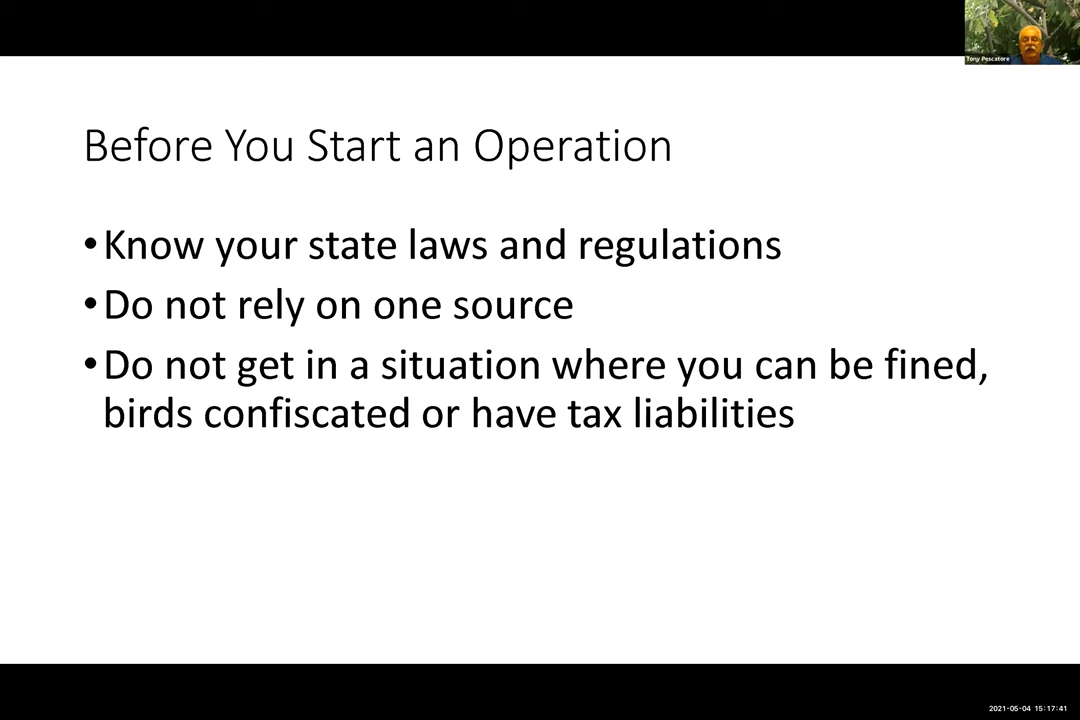 Tony Pescatore
Before You Start an Operation
•Know your state laws and regulations
•Do not rely on one source
•Do not get in a situation where you can be fined,
birds confiscated or have tax liabilities
2021-05-04 15:17:41